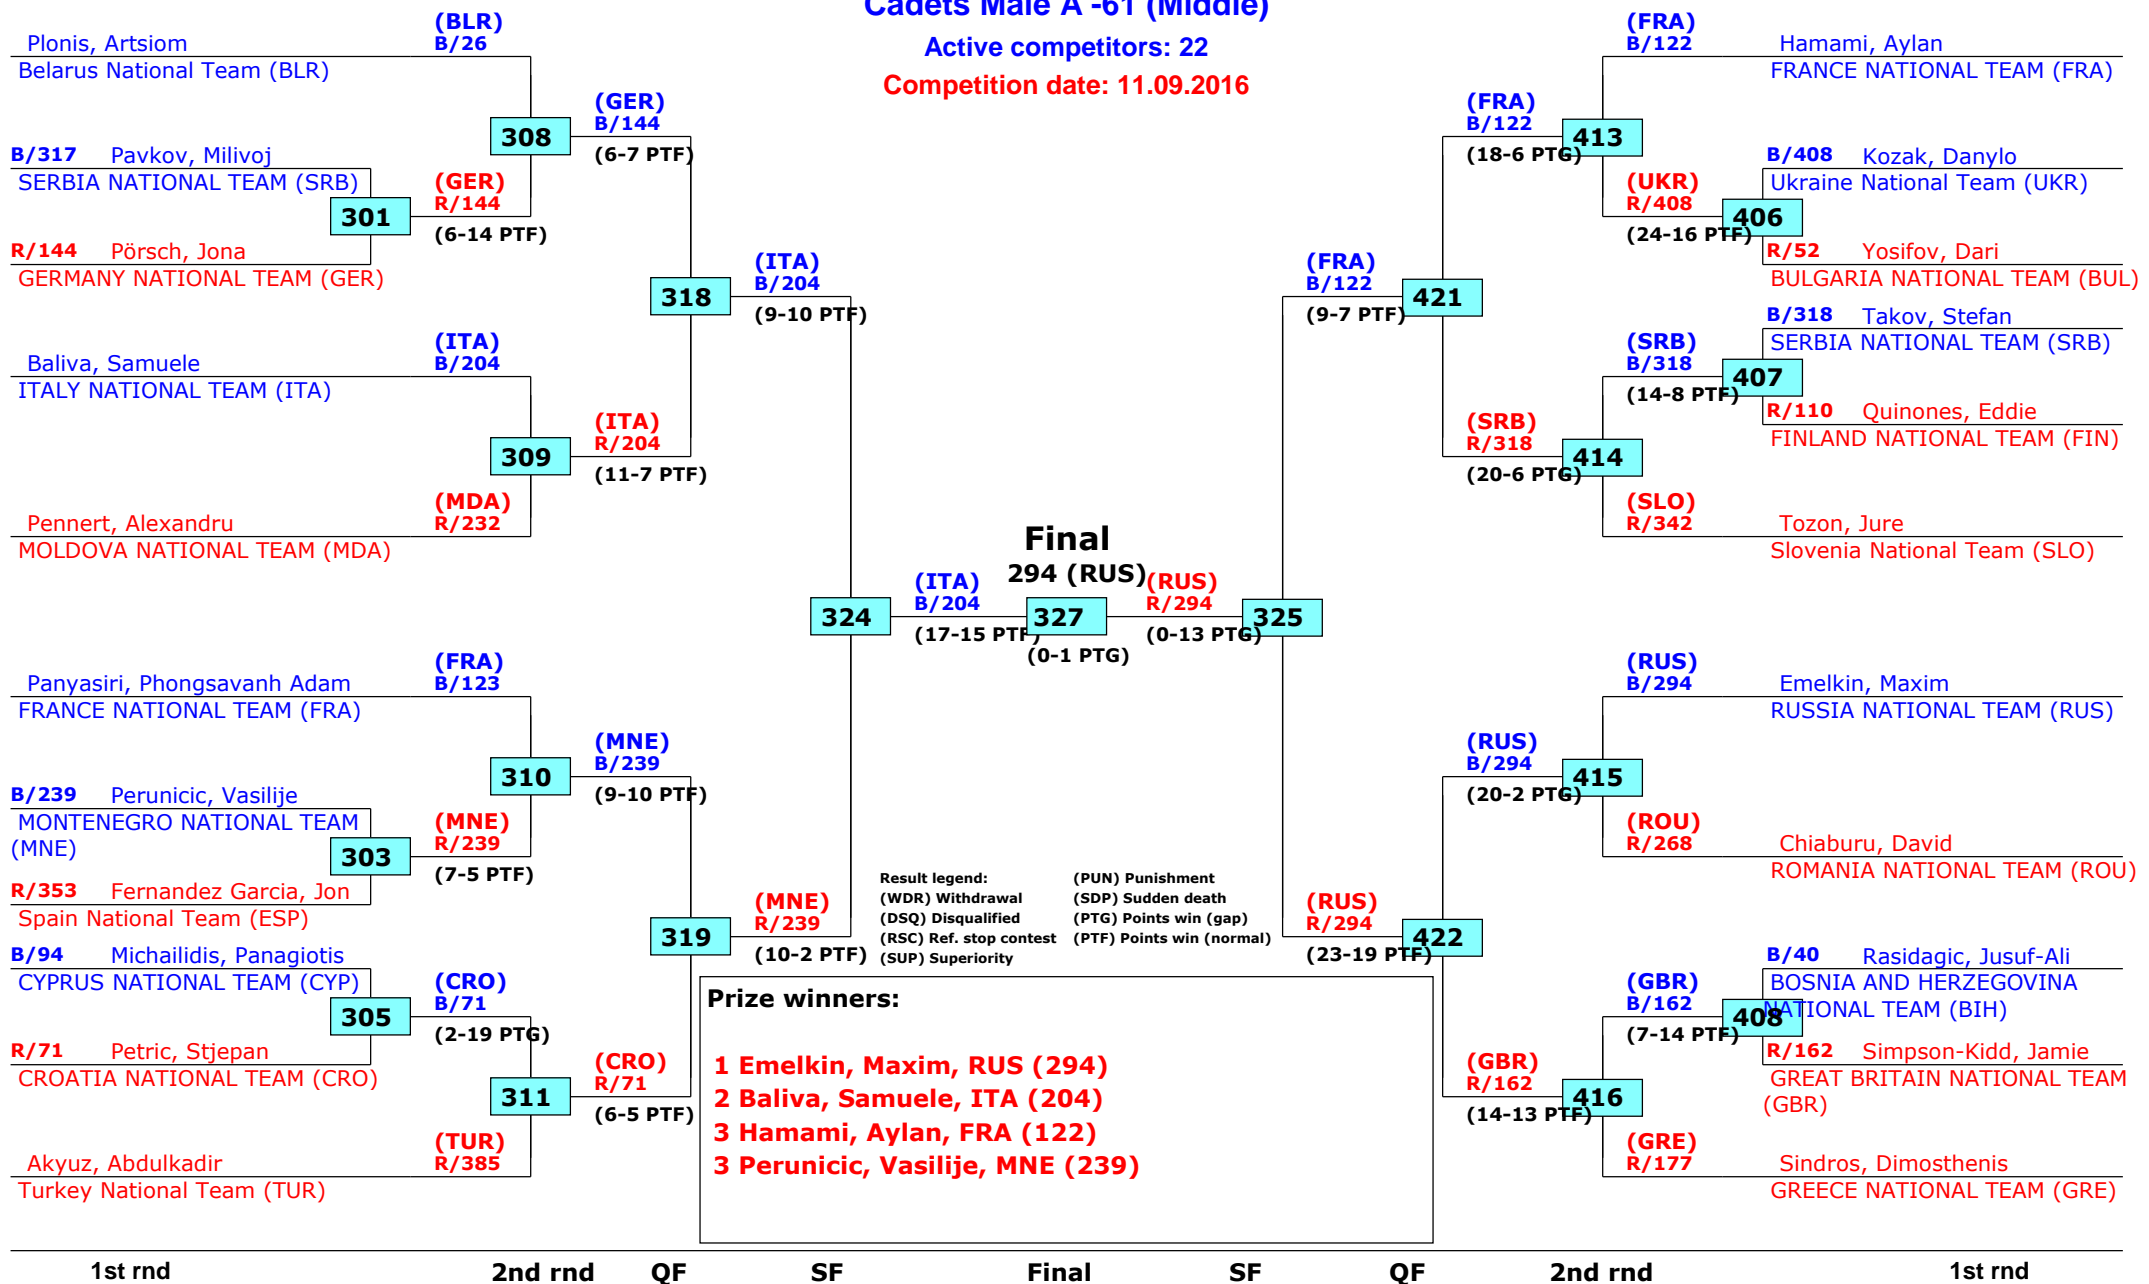 Cadets Male A -61 (Middle)
Active competitors: 22
Competition date: 11.09.2016
Plonis, Artsiom
Belarus National Team (BLR)
(BLR)
B/26
B/317 Pavkov, Milivoj
SERBIA NATIONAL TEAM (SRB)
301
R/144 Pörsch, Jona
GERMANY NATIONAL TEAM (GER)
(GER)
R/144
(6-14 PTF)
308
(GER)
B/144
(6-7 PTF)
Baliva, Samuele
ITALY NATIONAL TEAM (ITA)
(ITA)
B/204
309
Pennert, Alexandru
MOLDOVA NATIONAL TEAM (MDA)
(MDA)
R/232
(ITA)
R/204
(11-7 PTF)
318
(ITA)
B/204
(9-10 PTF)
Panyasiri, Phongsavanh Adam
FRANCE NATIONAL TEAM (FRA)
(FRA)
B/123
B/239 Perunicic, Vasilije
MONTENEGRO NATIONAL TEAM
(MNE)
303
R/353 Fernandez Garcia, Jon
Spain National Team (ESP)
(MNE)
R/239
(7-5 PTF)
310
(MNE)
B/239
(9-10 PTF)
B/94 Michailidis, Panagiotis
CYPRUS NATIONAL TEAM (CYP)
305
R/71 Petric, Stjepan
CROATIA NATIONAL TEAM (CRO)
(CRO)
B/71
(2-19 PTG)
311
Akyuz, Abdulkadir
Turkey National Team (TUR)
(TUR)
R/385
(CRO)
R/71
(6-5 PTF)
319
(MNE)
R/239
(10-2 PTF)
324
(ITA)
B/204
(17-15 PTF)
Final
294 (RUS)
327
(0-1 PTG)
(RUS)
R/294
(0-13 PTG)
325
(FRA)
B/122
(9-7 PTF)
421
(FRA)
B/122
(18-6 PTG)
413
(FRA)
B/122
Hamami, Aylan
FRANCE NATIONAL TEAM (FRA)
(UKR)
R/408
(24-16 PTF)
406
B/408 Kozak, Danylo
Ukraine National Team (UKR)
R/52 Yosifov, Dari
BULGARIA NATIONAL TEAM (BUL)
(SRB)
R/318
(20-6 PTG)
414
(SRB)
B/318
(14-8 PTF)
407
B/318 Takov, Stefan
SERBIA NATIONAL TEAM (SRB)
R/110 Quinones, Eddie
FINLAND NATIONAL TEAM (FIN)
(SLO)
R/342
Tozon, Jure
Slovenia National Team (SLO)
(RUS)
R/294
(23-19 PTF)
422
(RUS)
B/294
(20-2 PTG)
415
(RUS)
B/294
Emelkin, Maxim
RUSSIA NATIONAL TEAM (RUS)
(ROU)
R/268
Chiaburu, David
ROMANIA NATIONAL TEAM (ROU)
(GBR)
R/162
(14-13 PTF)
416
(GBR)
B/162
(7-14 PTF)
408
B/40 Rasidagic, Jusuf-Ali
BOSNIA AND HERZEGOVINA
NATIONAL TEAM (BIH)
R/162 Simpson-Kidd, Jamie
GREAT BRITAIN NATIONAL TEAM
(GBR)
(GRE)
R/177
Sindros, Dimosthenis
GREECE NATIONAL TEAM (GRE)
Result legend: (PUN) Punishment
(WDR) Withdrawal (SDP) Sudden death
(DSQ) Disqualified (PTG) Points win (gap)
(RSC) Ref. stop contest (PTF) Points win (normal)
(SUP) Superiority
Prize winners:
1 Emelkin, Maxim, RUS (294)
2 Baliva, Samuele, ITA (204)
3 Hamami, Aylan, FRA (122)
3 Perunicic, Vasilije, MNE (239)
1st rnd 2nd rnd QF SF Final SF QF 2nd rnd 1st rnd